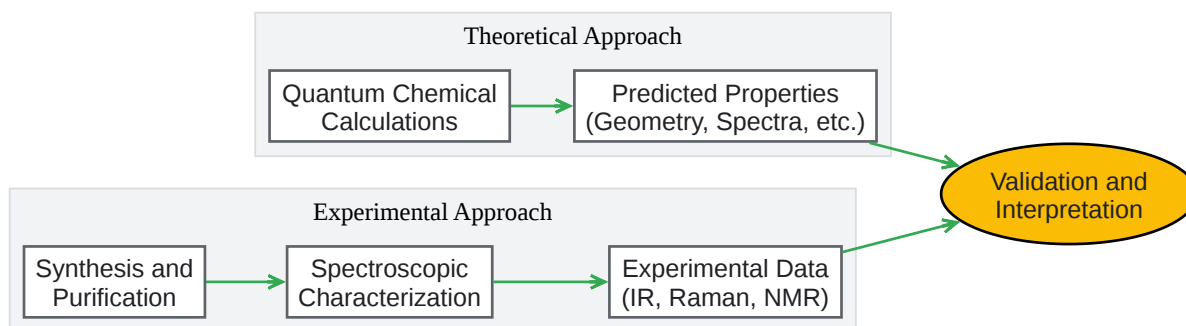 Theoretical Approach
Quantum Chemical
Calculations
Predicted Properties
(Geometry, Spectra, etc.)
Validation and
Interpretation
Experimental Approach
Synthesis and
Purification
Spectroscopic
Characterization
Experimental Data
(IR, Raman, NMR)